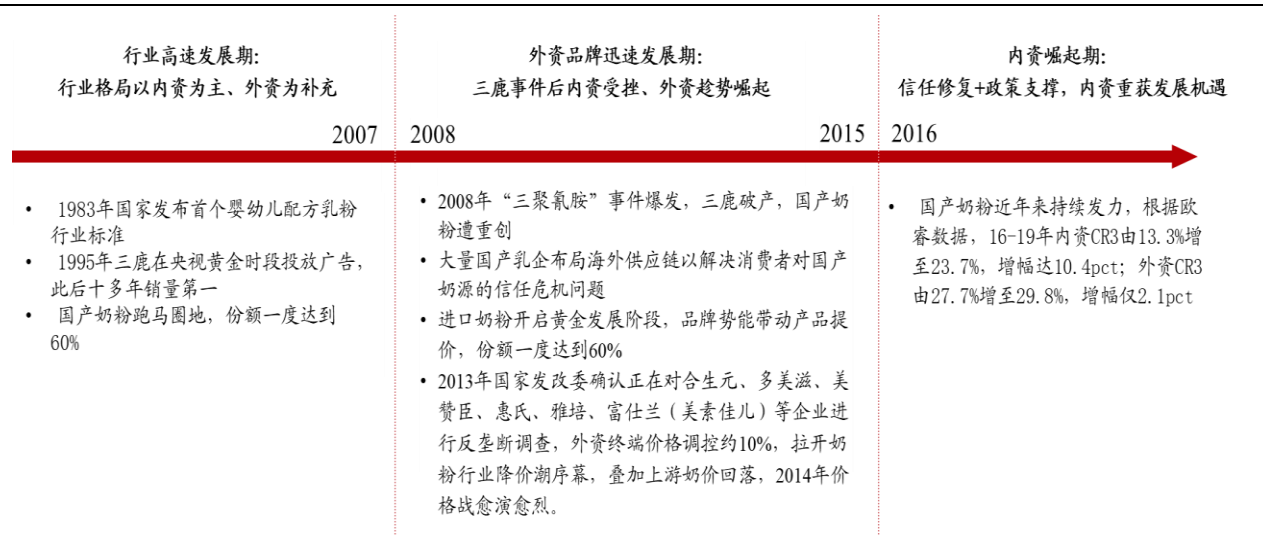 行业高速发展期:
行业格局以内资为主、外资为补充
外资品牌迅速发展期:
三鹿事件后内资受挫、外资趁势崛起
内资崛起期:
信任修复+政策支撑，内资重获发展机遇
2007
2008
2015
2016
• 1983年国家发布首个婴幼儿配方乳粉
行业标准
• 1995年三鹿在央视黄金时段投放广告，
此后十多年销量第一
• 国产奶粉跑马圈地，份额一度达到
60%
• 2008年“三聚氰胺”事件爆发，三鹿破产，国产奶
粉遭重创
• 大量国产乳企布局海外供应链以解决消费者对国产
奶源的信任危机问题
• 进口奶粉开启黄金发展阶段，品牌势能带动产品提
价，份额一度达到60%
• 2013年国家发改委确认正在对合生元、多美滋、美
赞臣、惠氏、雅培、富仕兰（美素佳儿）等企业进
行反垄断调查，外资终端价格调控约10%，拉开奶
粉行业降价潮序幕，叠加上游奶价回落，2014年价
格战愈演愈烈。
• 国产奶粉近年来持续发力，根据欧
睿数据，16-19年内资CR3由13.3%增
至23.7%，增幅达10.4pct；外资CR3
由27.7%增至29.8%，增幅仅2.1pct